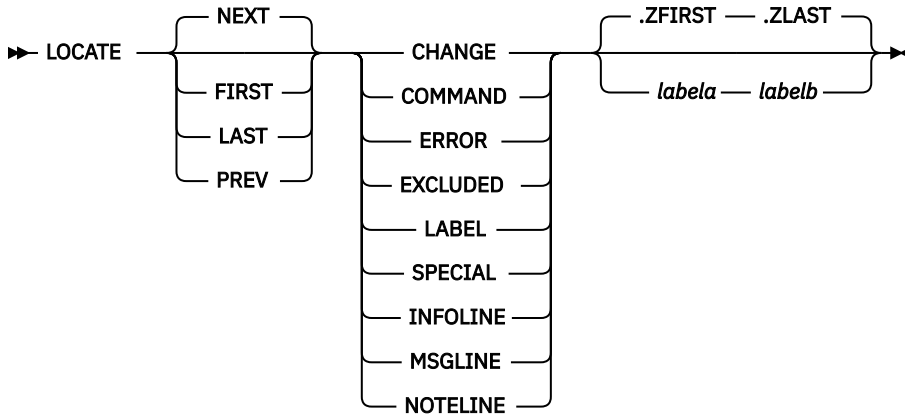 NEXT .ZFIRST .ZLAST
LOCATE CHANGE
FIRST COMMAND labela labelb
LAST ERROR
PREV EXCLUDED
LABEL
SPECIAL
INFOLINE
MSGLINE
NOTELINE